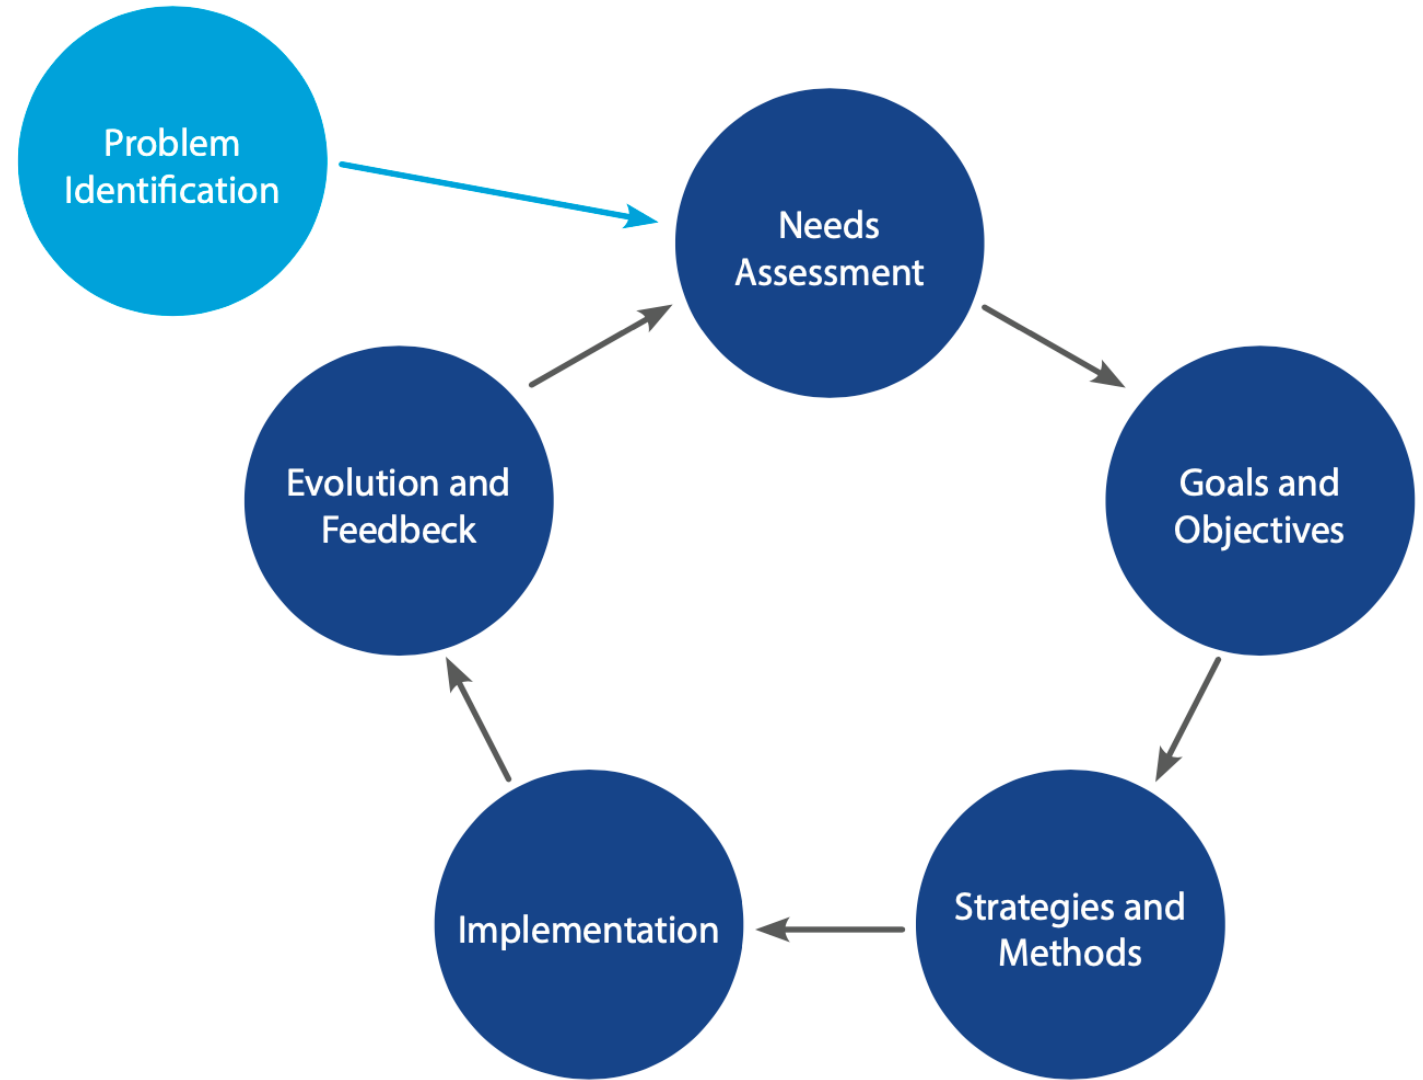 Problem
Identification
Needs
Assessment
Goals and
Objectives
Strategies and
Methods
Implementation
Evolution and
Feedbeck